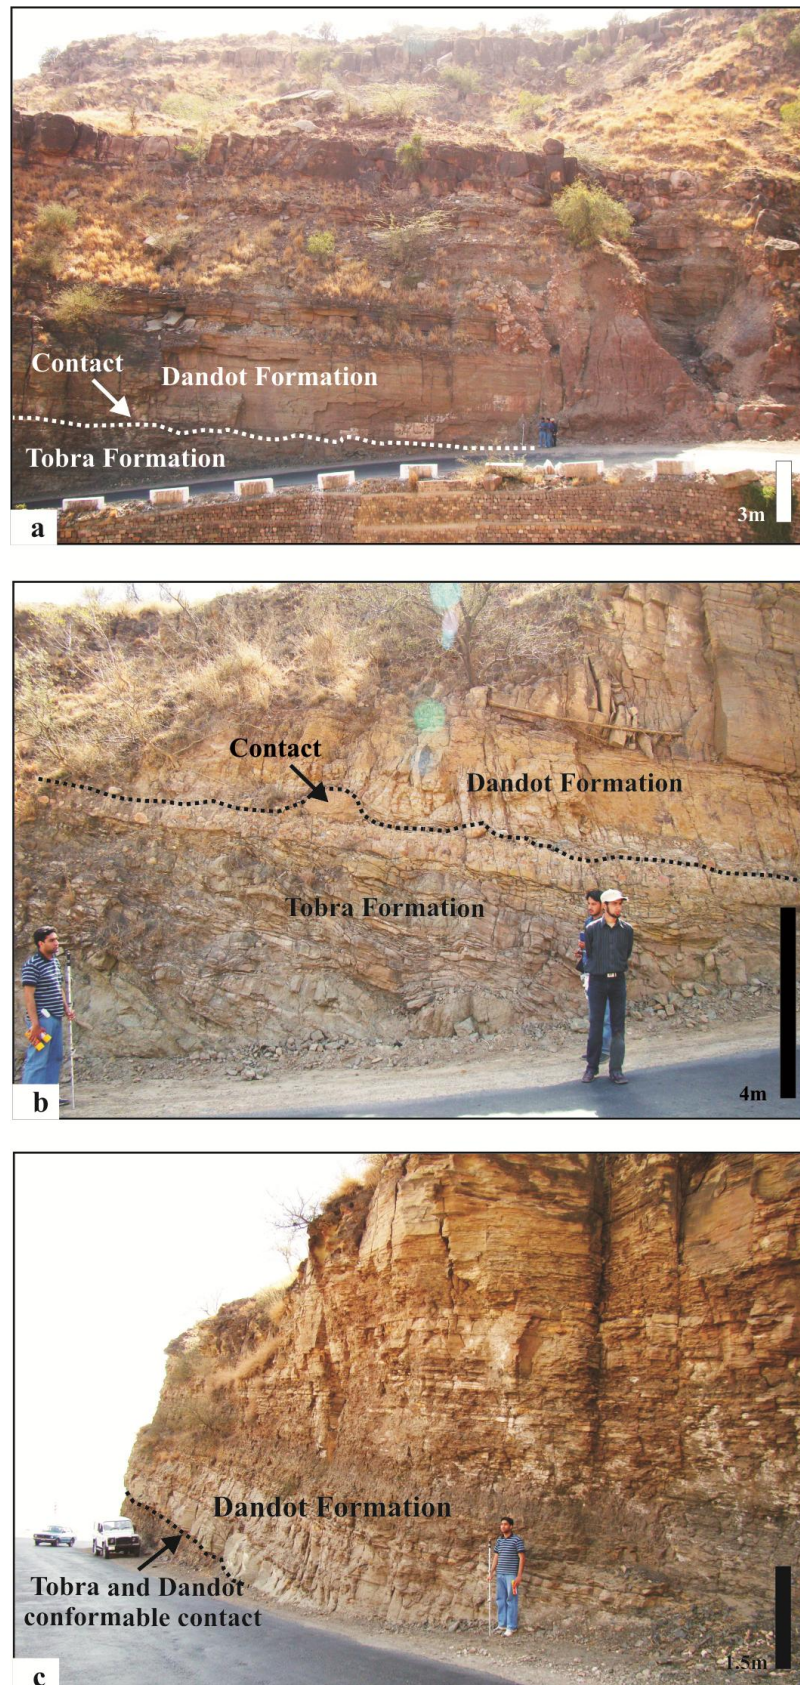 Contact
Dandot Formation
Tobra Formation
3m
a
Contact
Dandot Formation
Tobra Formation
4m
b
Dandot Formation
Tobra and Dandot
conformable contact
1.5m
c